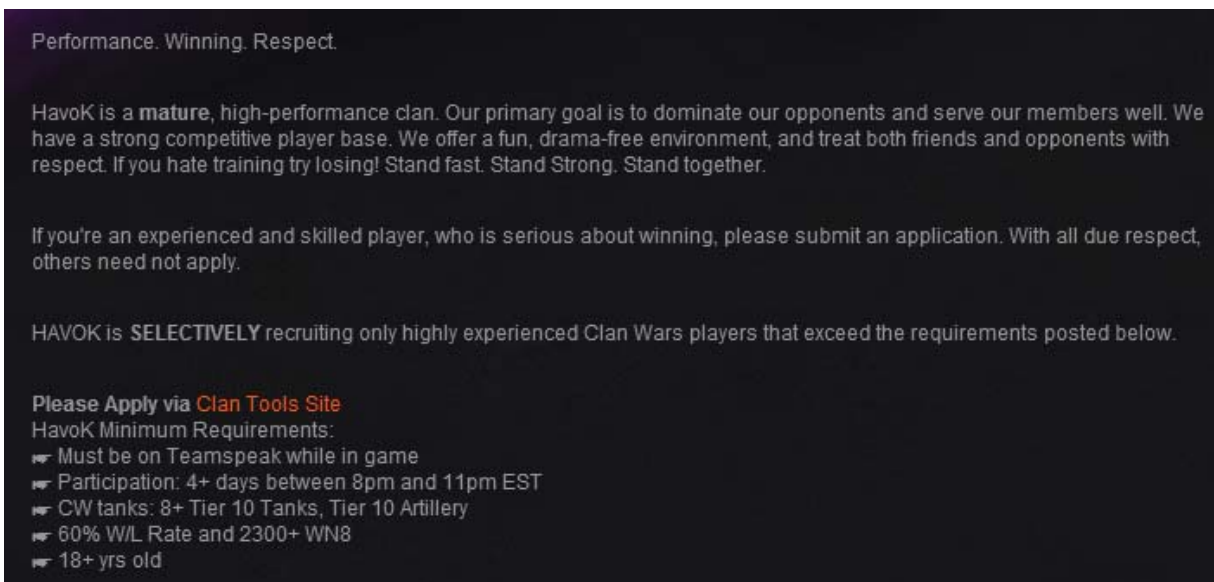 Performance. Winning. Respect.
HavoK is a mature, high-performance clan. Our primary goal is to dominate our opponents and serve our members well. We
have a strong competitive player base. We offer a fun, drama-free environment, and treat both friends and opponents with
respect. If you hate training try losing! Stand fast. Stand Strong. Stand together.
If you're an experienced and skilled player, who is serious about winning, please submit an application. With all due respect,
others need not apply.
HAVOK is SELECTIVELY recruiting only highly experienced Clan Wars players that exceed the requirements posted below.
Please Apply via Clan Tools Site
HavoK Minimum Requirements:
☛ Must be on Teamspeak while in game
☛ Participation: 4+ days between 8pm and 11pm EST
☛ CW tanks: 8+ Tier 10 Tanks, Tier 10 Artillery
☛ 60% W/L Rate and 2300+ WN8
☛ 18+ yrs old